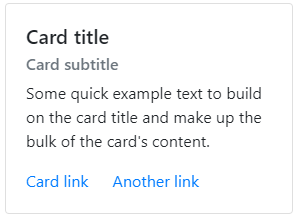 Card title
Card subtitle
Some quick example text to build
on the card title and make up the
bulk of the card's content.
Card link Another link